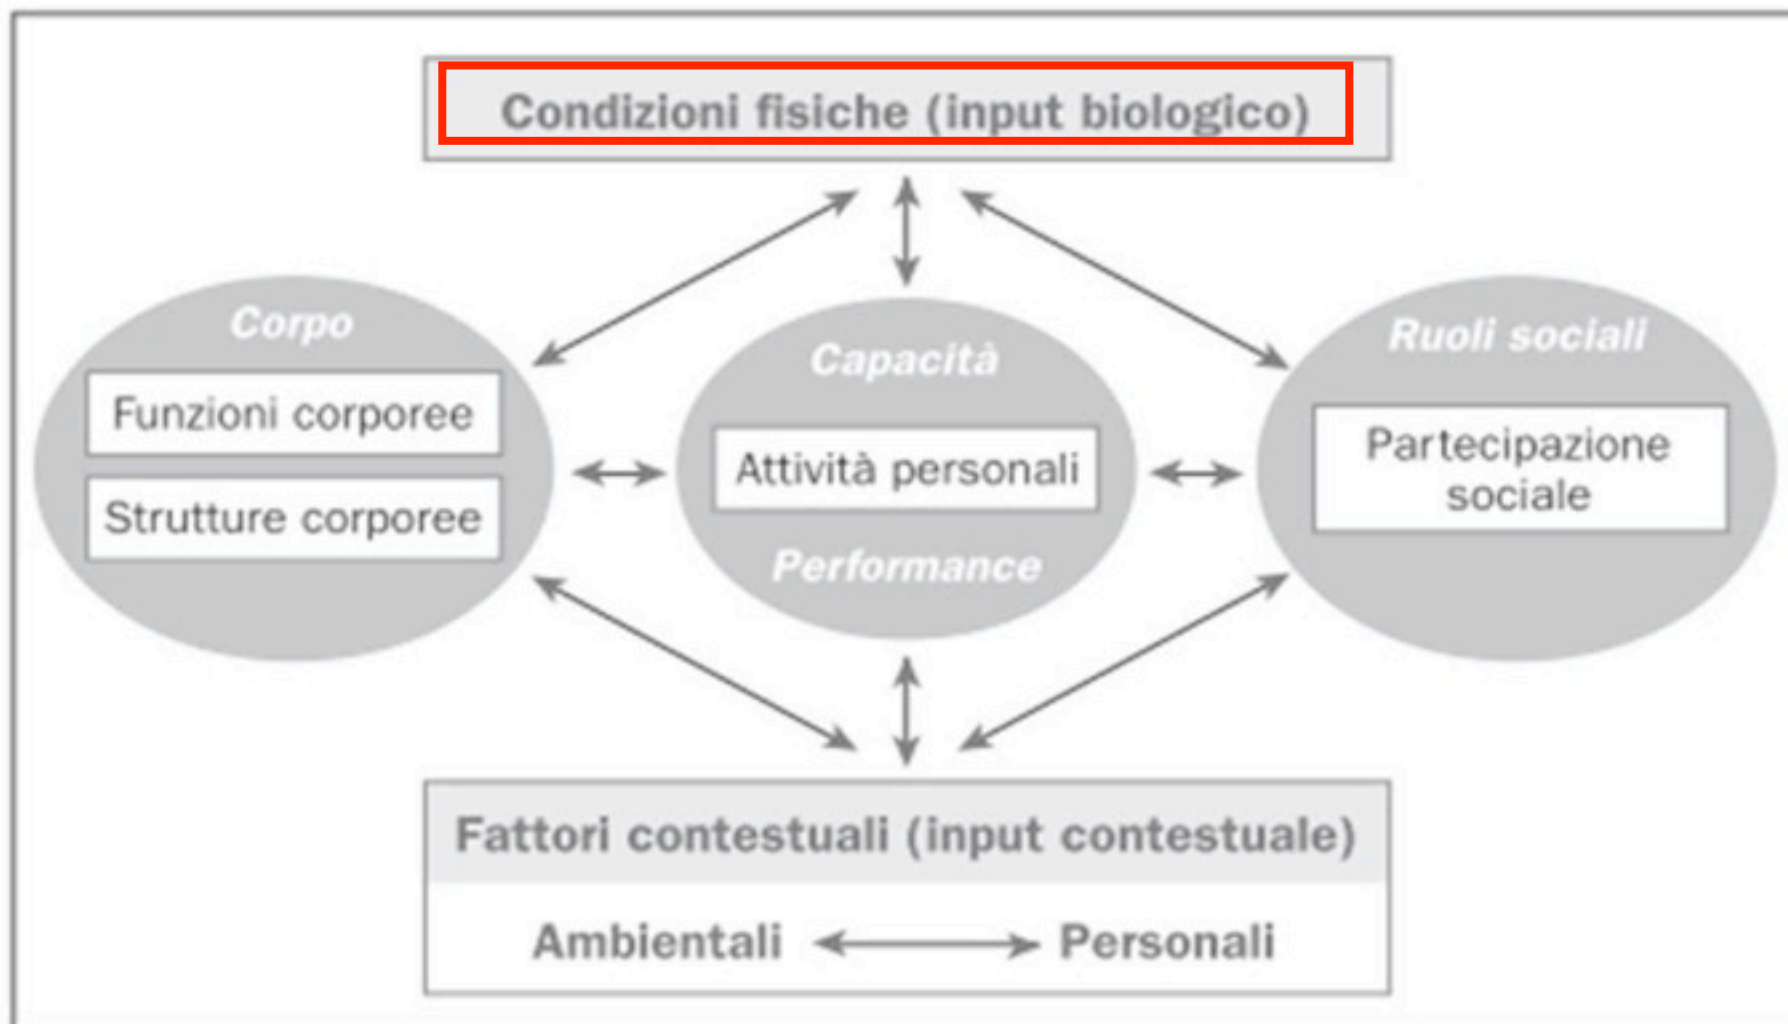 Condizioni fisiche (input biologico)
Corpo
Funzioni corporee
Strutture corporee
Capacità
Attività personali
Performance
Ruoli sociali
Partecipazione
sociale
Fattori contestuali (input contestuale)
Ambientali
Personali